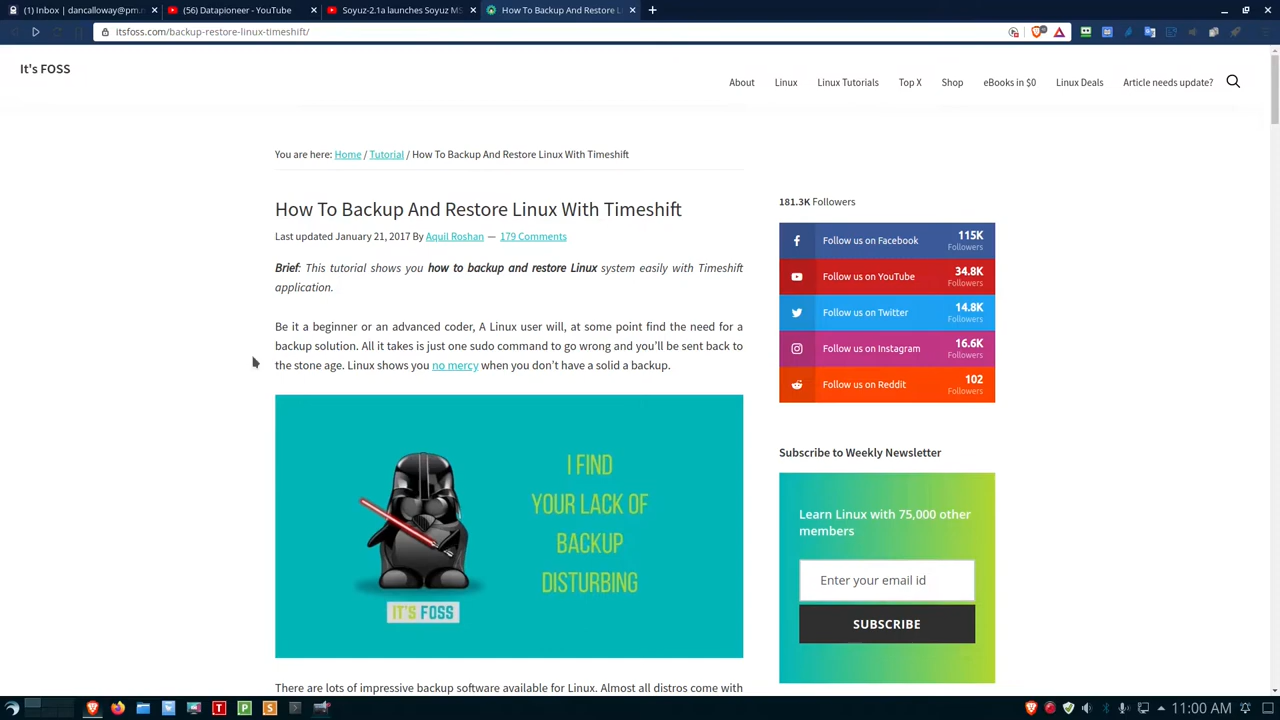 (1) Inbox | dancalloway@pm.m
(56) Datapioneer - YouTube
Soyuz-2.1a launches Soyuz MS
How To Backup And Restore Li
itsfoss.com/backup-restore-linux-timeshift/
It's FOSS
About
Linux
Linux Tutorials
Top X
Shop
eBooks in $0
Linux Deals
Article needs update?
You are here: Home / Tutorial / How To Backup And Restore Linux With Timeshift
How To Backup And Restore Linux With Timeshift
Last updated January 21, 2017 By Aquil Roshan — 179 Comments
Brief: This tutorial shows you how to backup and restore Linux system easily with Timeshift
application.
Be it a beginner or an advanced coder, A Linux user will, at some point find the need for a
backup solution. All it takes is just one sudo command to go wrong and you'll be sent back to
the stone age. Linux shows you no mercy when you don't have a solid a backup.
I FIND
YOUR LACK OF
BACKUP
DISTURBING
IT'S FOSS
There are lots of impressive backup software available for Linux. Almost all distros come with
181.3K Followers
Follow us on Facebook
115K
Followers
Follow us on YouTube
34.8K
Followers
Follow us on Twitter
14.8K
Followers
Follow us on Instagram
16.6K
Followers
Follow us on Reddit
102
Followers
Subscribe to Weekly Newsletter
Learn Linux with 75,000 other
members
Enter your email id
SUBSCRIBE
T
P
S
11:00 AM